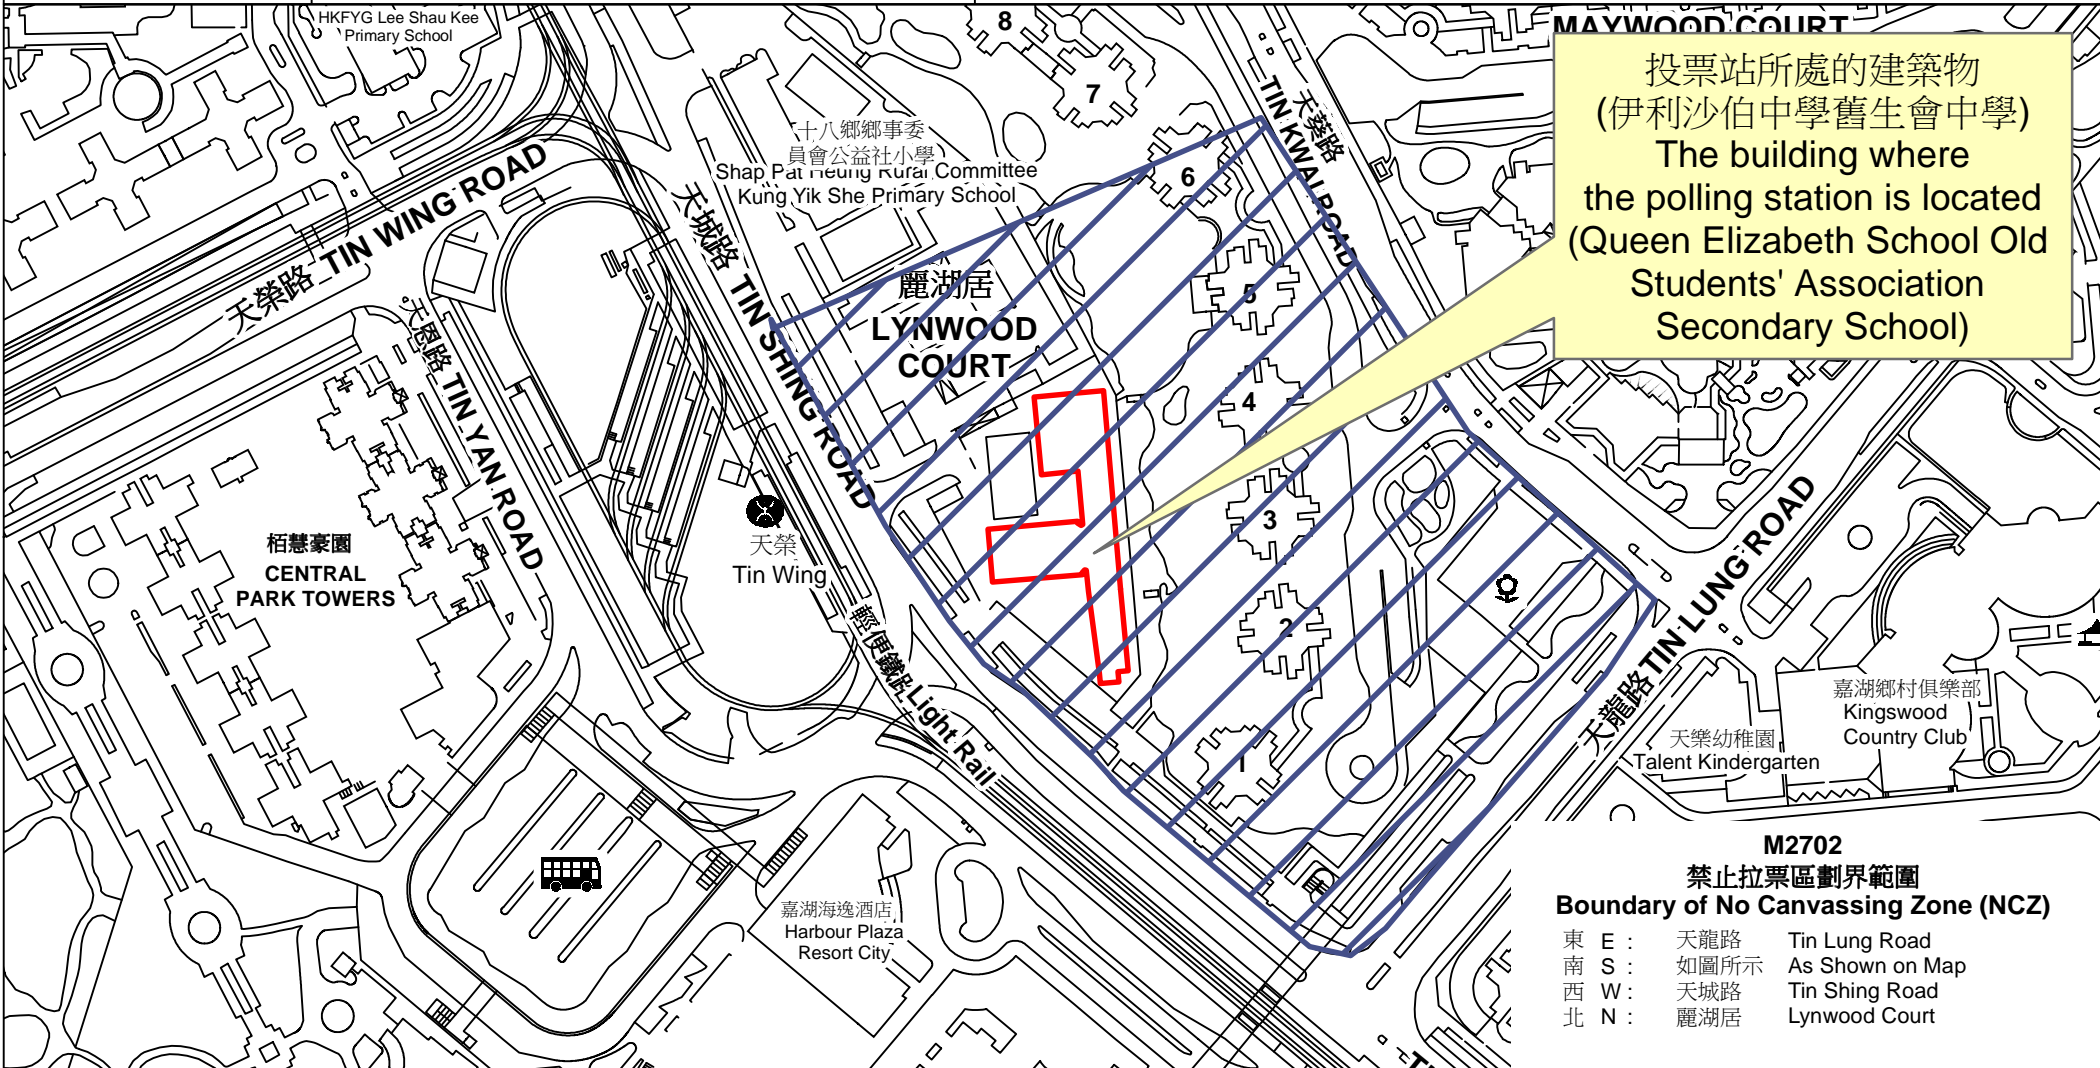 HKFYG Lee Shau Kee
Primary School
8
7
MAYWOOD COURT
投票站所處的建築物
(伊利沙伯中學舊生會中學)
The building where
the polling station is located
(Queen Elizabeth School Old
Students' Association
Secondary School)
十八鄉鄉事委
員會公益社小學
Shap Pat Heung Rural Committee
Kung Yik She Primary School
天葵路
TIN KWAI ROAD
6
天榮路 TIN WING ROAD
天城路 TIN SHING ROAD
麗湖居
LYNWOOD
COURT
5
4
3
2
1
天恩路 TIN YAN ROAD
栢慧豪園
CENTRAL
PARK TOWERS
天榮
Tin Wing
輕便鐵路 Light Rail
天龍路 TIN LUNG ROAD
嘉湖鄉村俱樂部
Kingswood
Country Club
天樂幼稚園
Talent Kindergarten
嘉湖海逸酒店
Harbour Plaza
Resort City
M2702
禁止拉票區劃界範圍
Boundary of No Canvassing Zone (NCZ)
東 E : 天龍路 Tin Lung Road
南 S : 如圖所示 As Shown on Map
西 W : 天城路 Tin Shing Road
北 N : 麗湖居 Lynwood Court